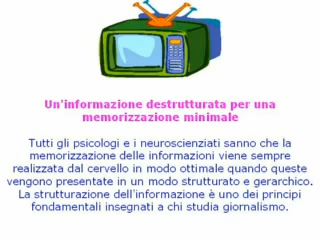 Un'informazione destrutturata per una
memorizzazione minimale
Tutti gli psicologi e i neuroscienziati sanno che la
memorizzazione delle informazioni viene sempre
realizzata dal cervello in modo ottimale quando queste
vengono presentate in un modo strutturato e gerarchico.
La strutturazione dell'informazione è uno dei principi
fondamentali insegnati a chi studia giornalismo.